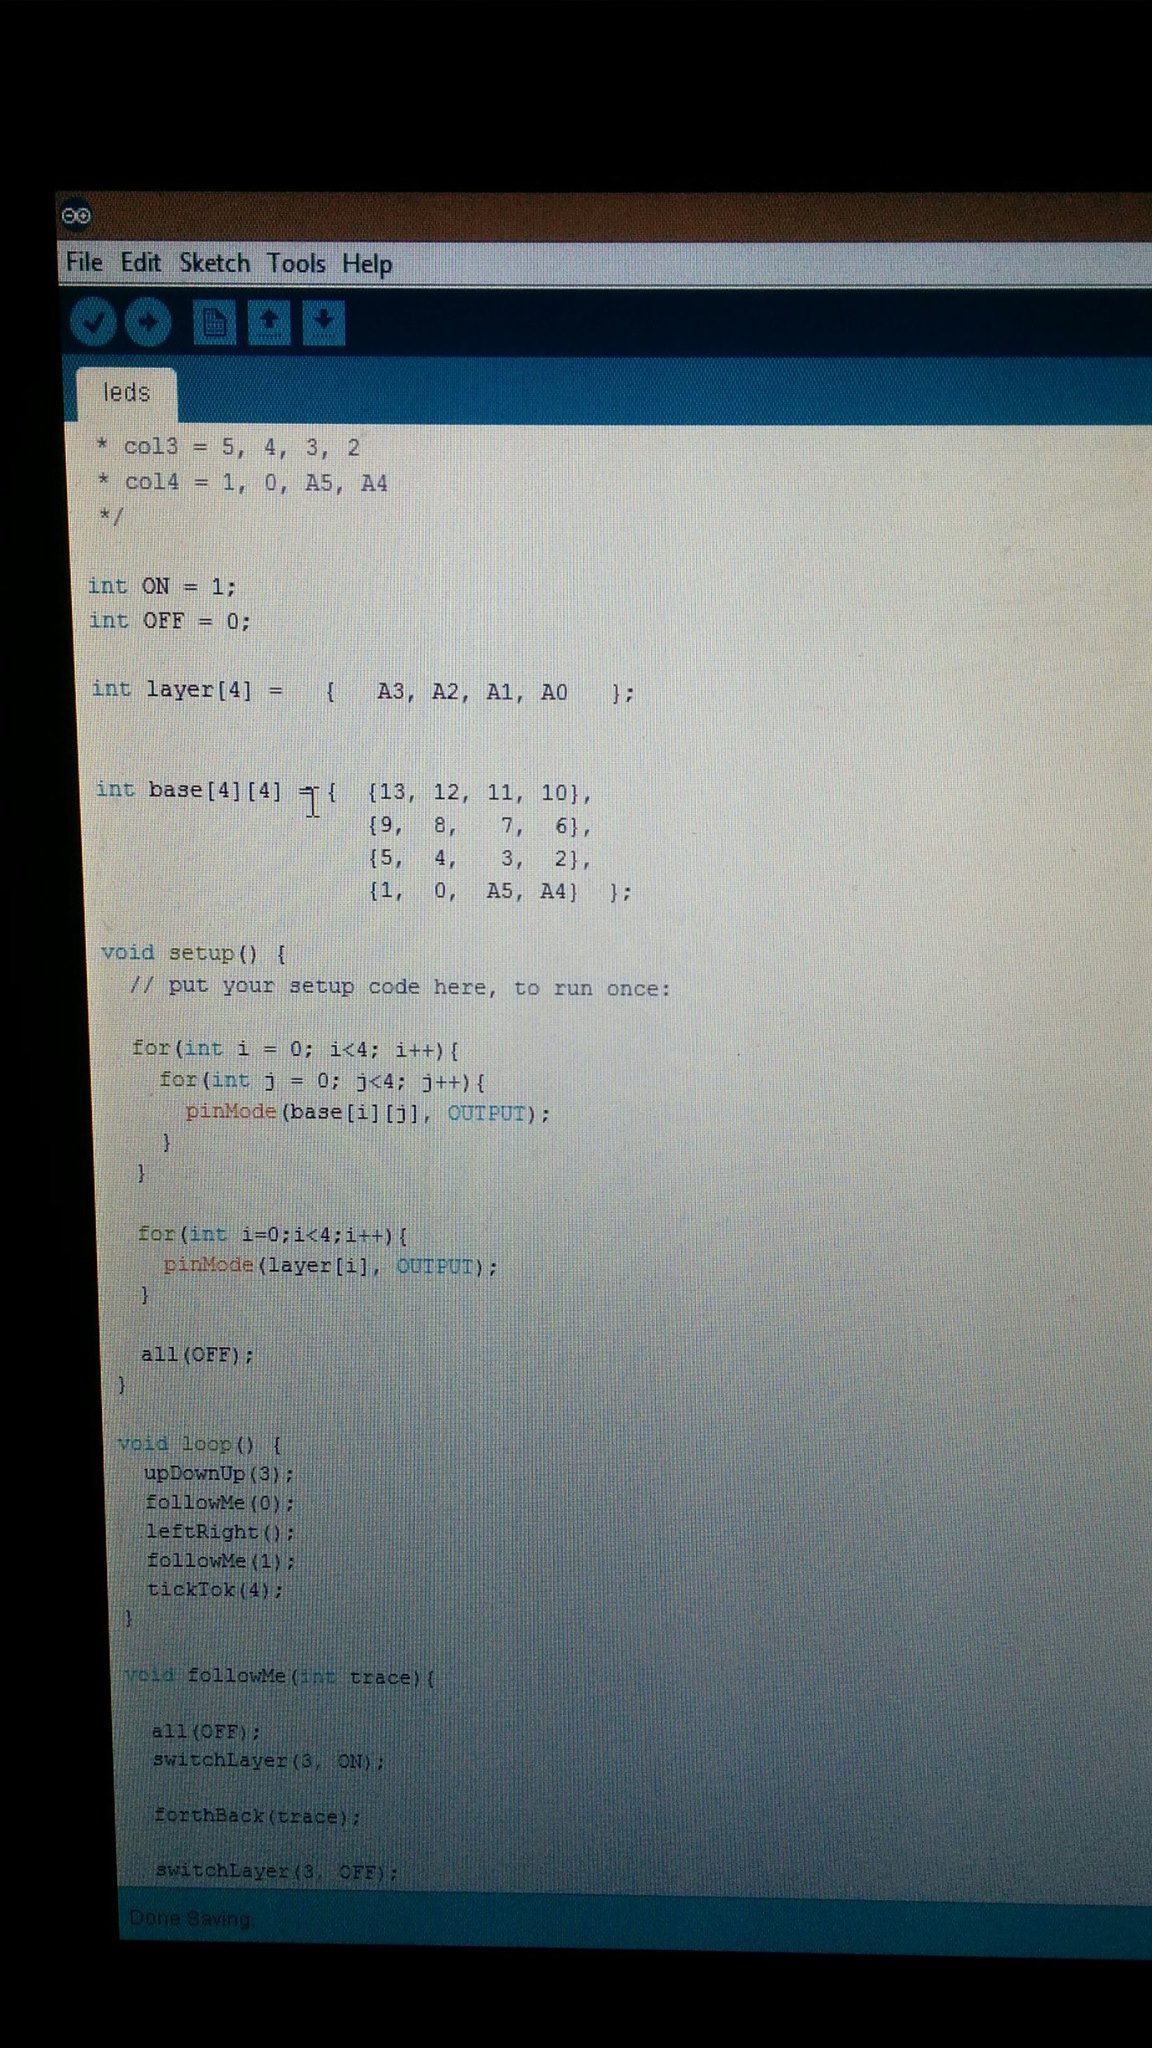 File Edit Sketch Tools Help
leds
* col3 = 5, 4, 3, 2
* col4 = 1, 0, A5, A4
*/
int ON = 1;
int OFF = 0;
int layer[4] = { A3, A2, A1, A0 };
int base[4][4] = { {13, 12, 11, 10},
{9, 8, 7, 6},
{5, 4, 3, 2},
{1, 0, A5, A4} };
void setup() {
// put your setup code here, to run once:
for(int i = 0; i<4; i++){
for(int j = 0; j<4; j++){
pinMode(base[i][j], OUTPUT);
}
}
for(int i=0;i<4;i++){
pinMode(layer[i], OUTPUT);
}
all(OFF);
}
void loop() {
upDownUp(3);
followMe(0);
leftRight();
followMe(1);
tickTok(4);
}
void followMe(int trace){
all(OFF);
switchLayer(3, ON);
forthBack(trace);
switchLayer(3, OFF);
Done Saving.